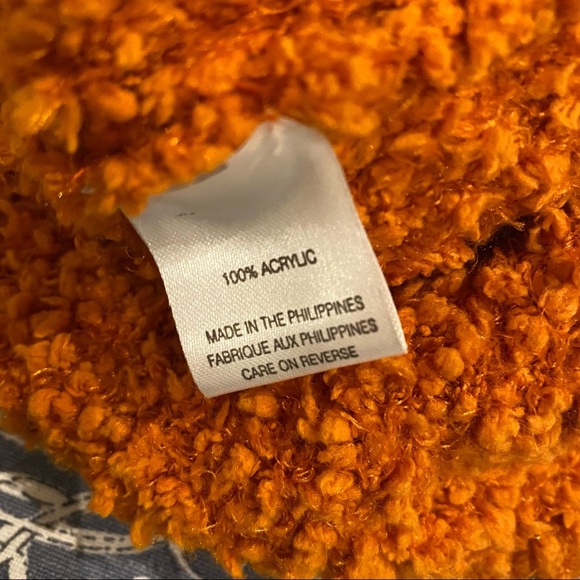 100% ACRYLIC
MADE IN THE PHILIPPINES
FABRIQUE AUX PHILIPPINES
CARE ON REVERSE